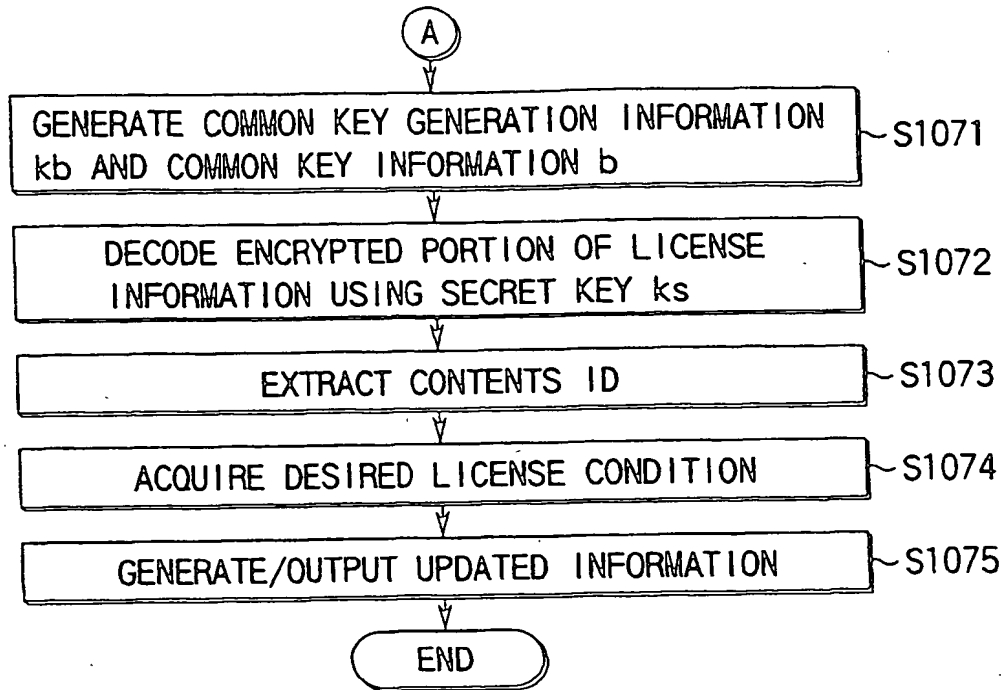 A
GENERATE COMMON KEY GENERATION INFORMATION
kb AND COMMON KEY INFORMATION b
S1071
DECODE ENCRYPTED PORTION OF LICENSE
INFORMATION USING SECRET KEY ks
S1072
EXTRACT CONTENTS ID
S1073
ACQUIRE DESIRED LICENSE CONDITION
S1074
GENERATE/OUTPUT UPDATED INFORMATION
S1075
END